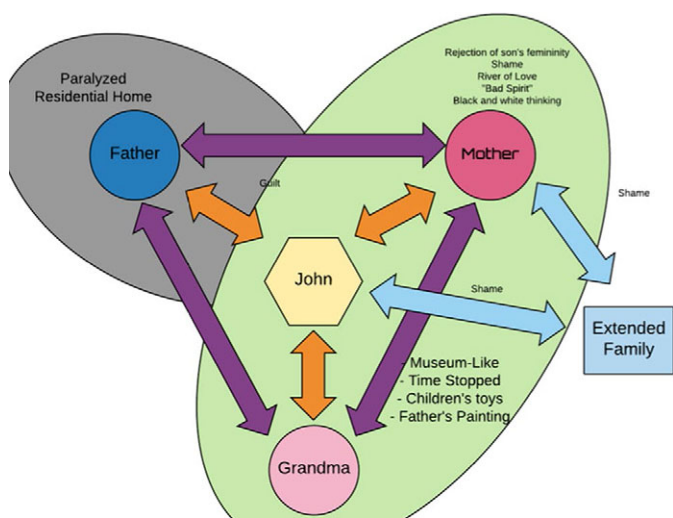 Rejection of son's femininity
Shame
River of Love
"Bad Spirit"
Black and white thinking
Paralyzed
Residential Home
Father
Mother
Guilt
Shame
John
Shame
Extended
Family
- Museum-Like
- Time Stopped
- Children's toys
- Father's Painting
Grandma